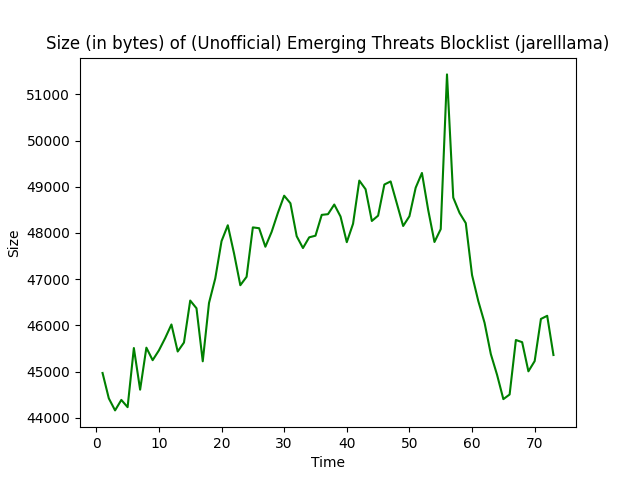 Size (in bytes) of (Unofficial) Emerging Threats Blocklist (jarelllama)
51000
50000
49000
48000
47000
46000
45000
44000
Size
0 10 20 30 40 50 60 70
Time